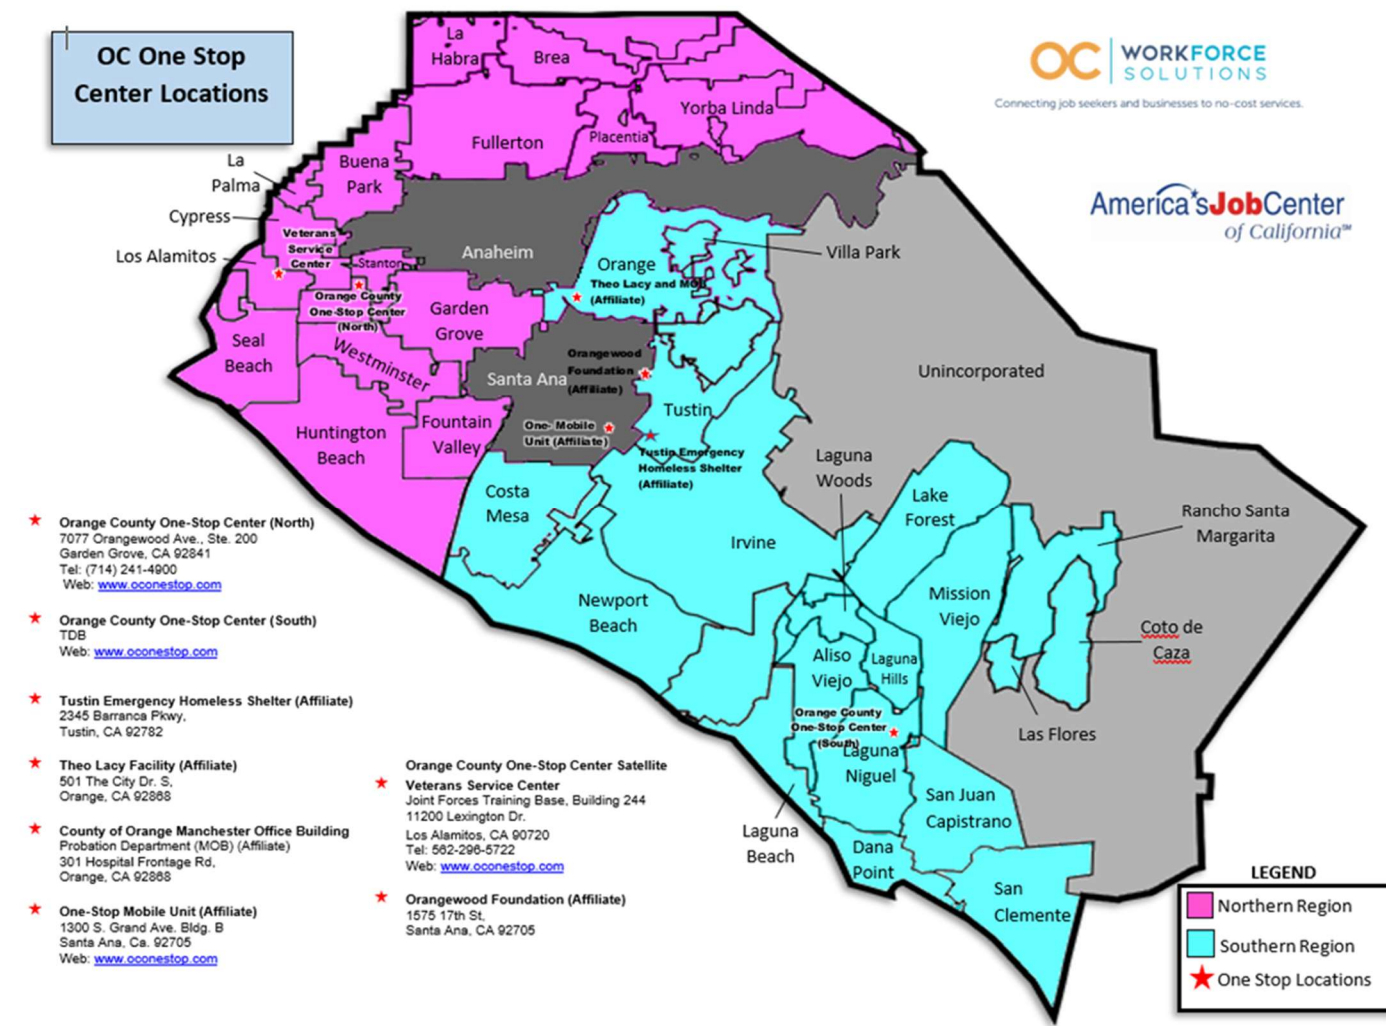 OC One Stop
Center Locations
OC WORKFORCE
SOLUTIONS
Connecting job seekers and businesses to no-cost services.
America'sJobCenter
of California℠
La
Habra
Brea
Yorba Linda
Placentia
Fullerton
Buena
Park
La
Palma
Cypress
Los Alamitos
Veterans
Service
Center
Stanton
Anaheim
Orange County
One-Stop Center
(North)
Garden
Grove
Orange
Theo Lacy and MOB
(Affiliate)
Villa Park
Seal
Beach
Westminster
Santa Ana
Orangewood
Foundation
(Affiliate)
Unincorporated
Tustin
One- Mobile
Unit (Affiliate)
Huntington
Beach
Fountain
Valley
Tustin Emergency
Homeless Shelter
(Affiliate)
Costa
Mesa
Irvine
Newport
Beach
Laguna
Woods
Lake
Forest
Rancho Santa
Margarita
Mission
Viejo
Coto de
Caza
Aliso
Viejo
Laguna
Hills
Las Flores
Orange County
One-Stop Center
(South)
Laguna
Niguel
San Juan
Capistrano
Laguna
Beach
Dana
Point
San
Clemente
Orange County One-Stop Center (North)
7077 Orangewood Ave., Ste. 200
Garden Grove, CA 92841
Tel: (714) 241-4900
Web: www.oconestop.com
Orange County One-Stop Center (South)
TDB
Web: www.oconestop.com
Tustin Emergency Homeless Shelter (Affiliate)
2345 Barranca Pkwy,
Tustin, CA 92782
Theo Lacy Facility (Affiliate)
501 The City Dr. S,
Orange, CA 92868
County of Orange Manchester Office Building
Probation Department (MOB) (Affiliate)
301 Hospital Frontage Rd,
Orange, CA 92868
One-Stop Mobile Unit (Affiliate)
1300 S. Grand Ave. Bldg. B
Santa Ana, Ca. 92705
Web: www.oconestop.com
Orange County One-Stop Center Satellite
Veterans Service Center
Joint Forces Training Base, Building 244
11200 Lexington Dr.
Los Alamitos, CA 90720
Tel: 562-296-5722
Web: www.oconestop.com
Orangewood Foundation (Affiliate)
1575 17th St,
Santa Ana, CA 92705
LEGEND
Northern Region
Southern Region
One Stop Locations